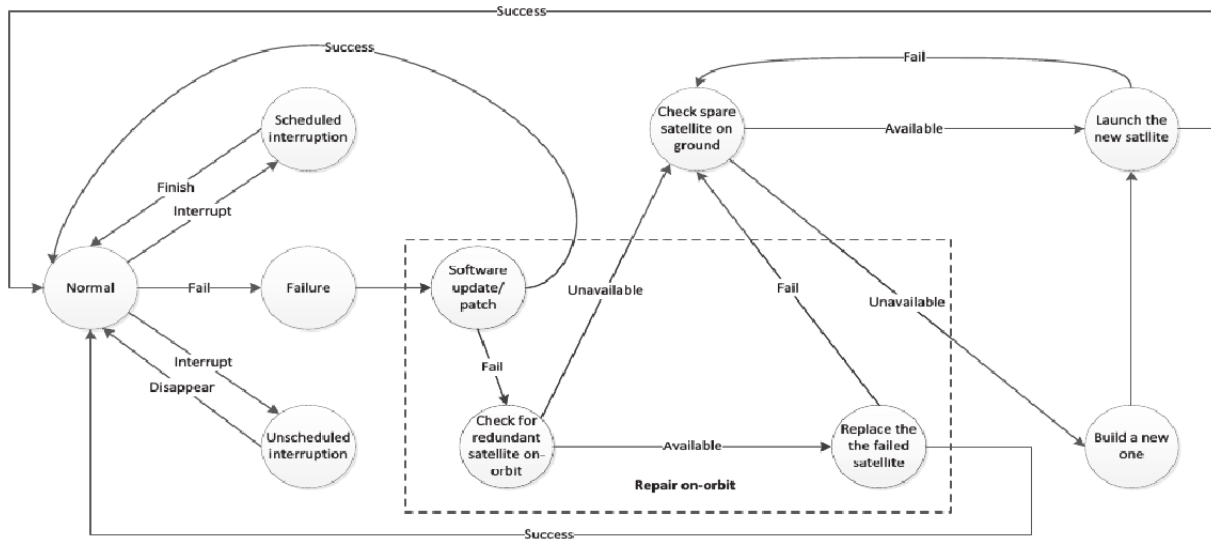 Success
Success
Fail
Scheduled
interruption
Check spare
satellite on
ground
Available
Launch the
new satllite
Finish
Interrupt
Normal
Fail
Failure
Software
update/
patch
Unavailable
Fail
Unavailable
Interrupt
Disappear
Fail
Unscheduled
interruption
Check for
redundant
satellite on-
orbit
Available
Replace the
the failed
satellite
Build a new
one
Repair on-orbit
Success